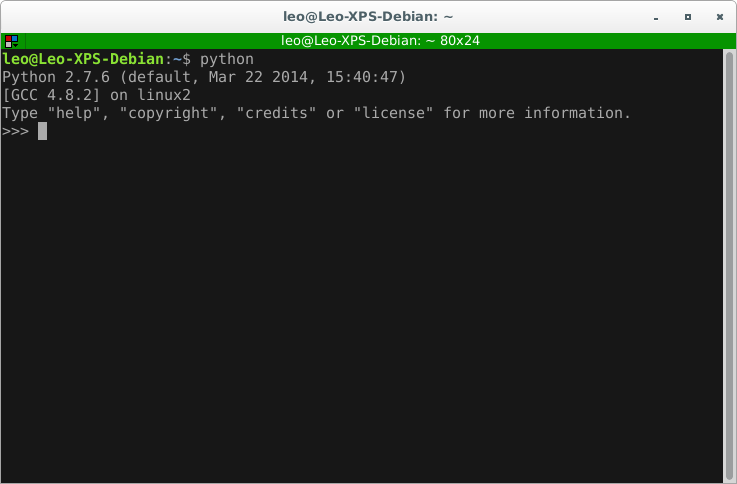 leo@Leo-XPS-Debian: ~
leo@Leo-XPS-Debian: ~ 80x24
leo@Leo-XPS-Debian:~$ python
Python 2.7.6 (default, Mar 22 2014, 15:40:47)
[GCC 4.8.2] on linux2
Type "help", "copyright", "credits" or "license" for more information.
>>>